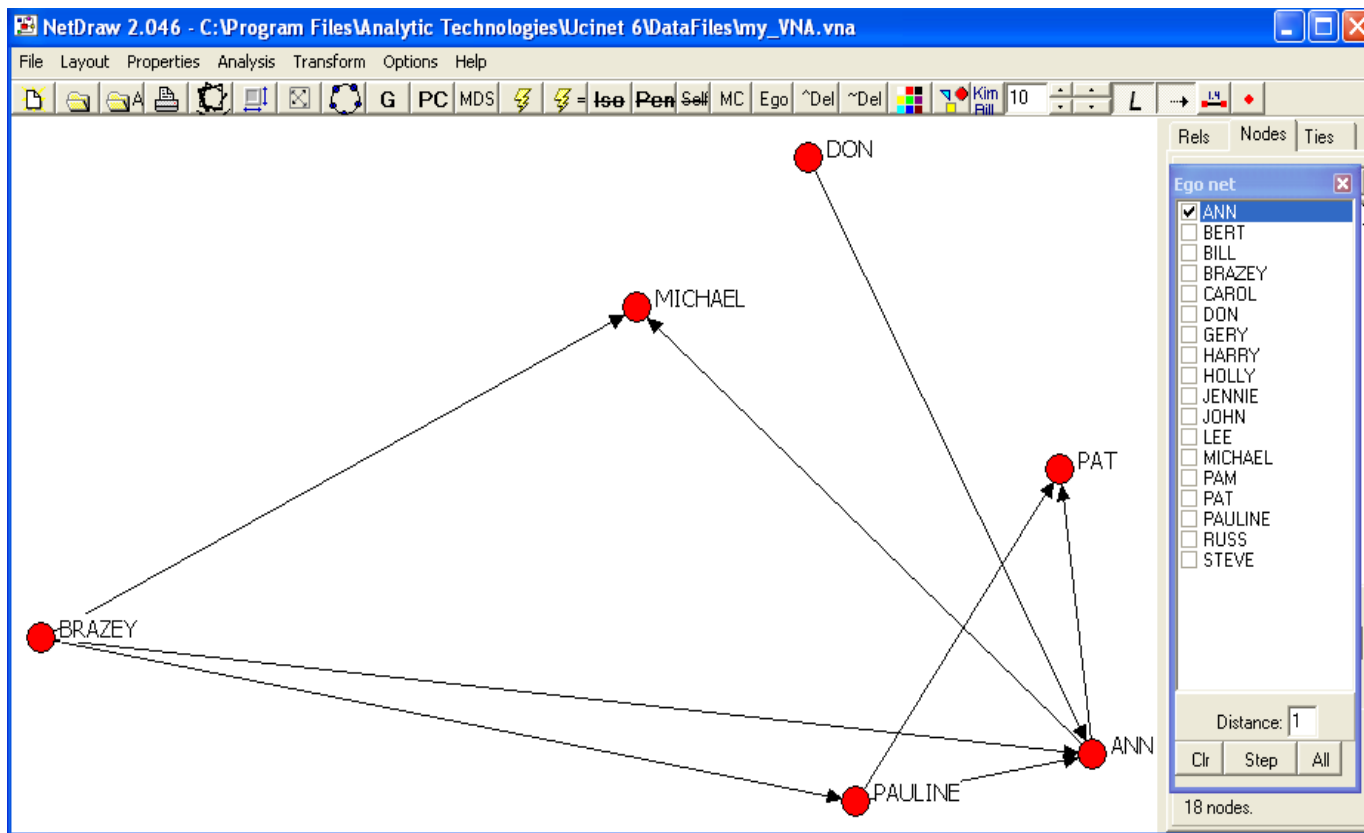 NetDraw 2.046 - C:\Program Files\Analytic Technologies\Ucinet 6\DataFiles\my_VNA.vna
File Layout Properties Analysis Transform Options Help
A G PC MDS = Iso Pen Self MC Ego ^Del ~Del Kim Bill 10 L 1.4
Rels Nodes Ties
DON
MICHAEL
PAT
BRAZEY
ANN
PAULINE
Ego net
ANN
BERT
BILL
BRAZEY
CAROL
DON
GERY
HARRY
HOLLY
JENNIE
JOHN
LEE
MICHAEL
PAM
PAT
PAULINE
RUSS
STEVE
Distance: 1
Clr Step All
18 nodes.